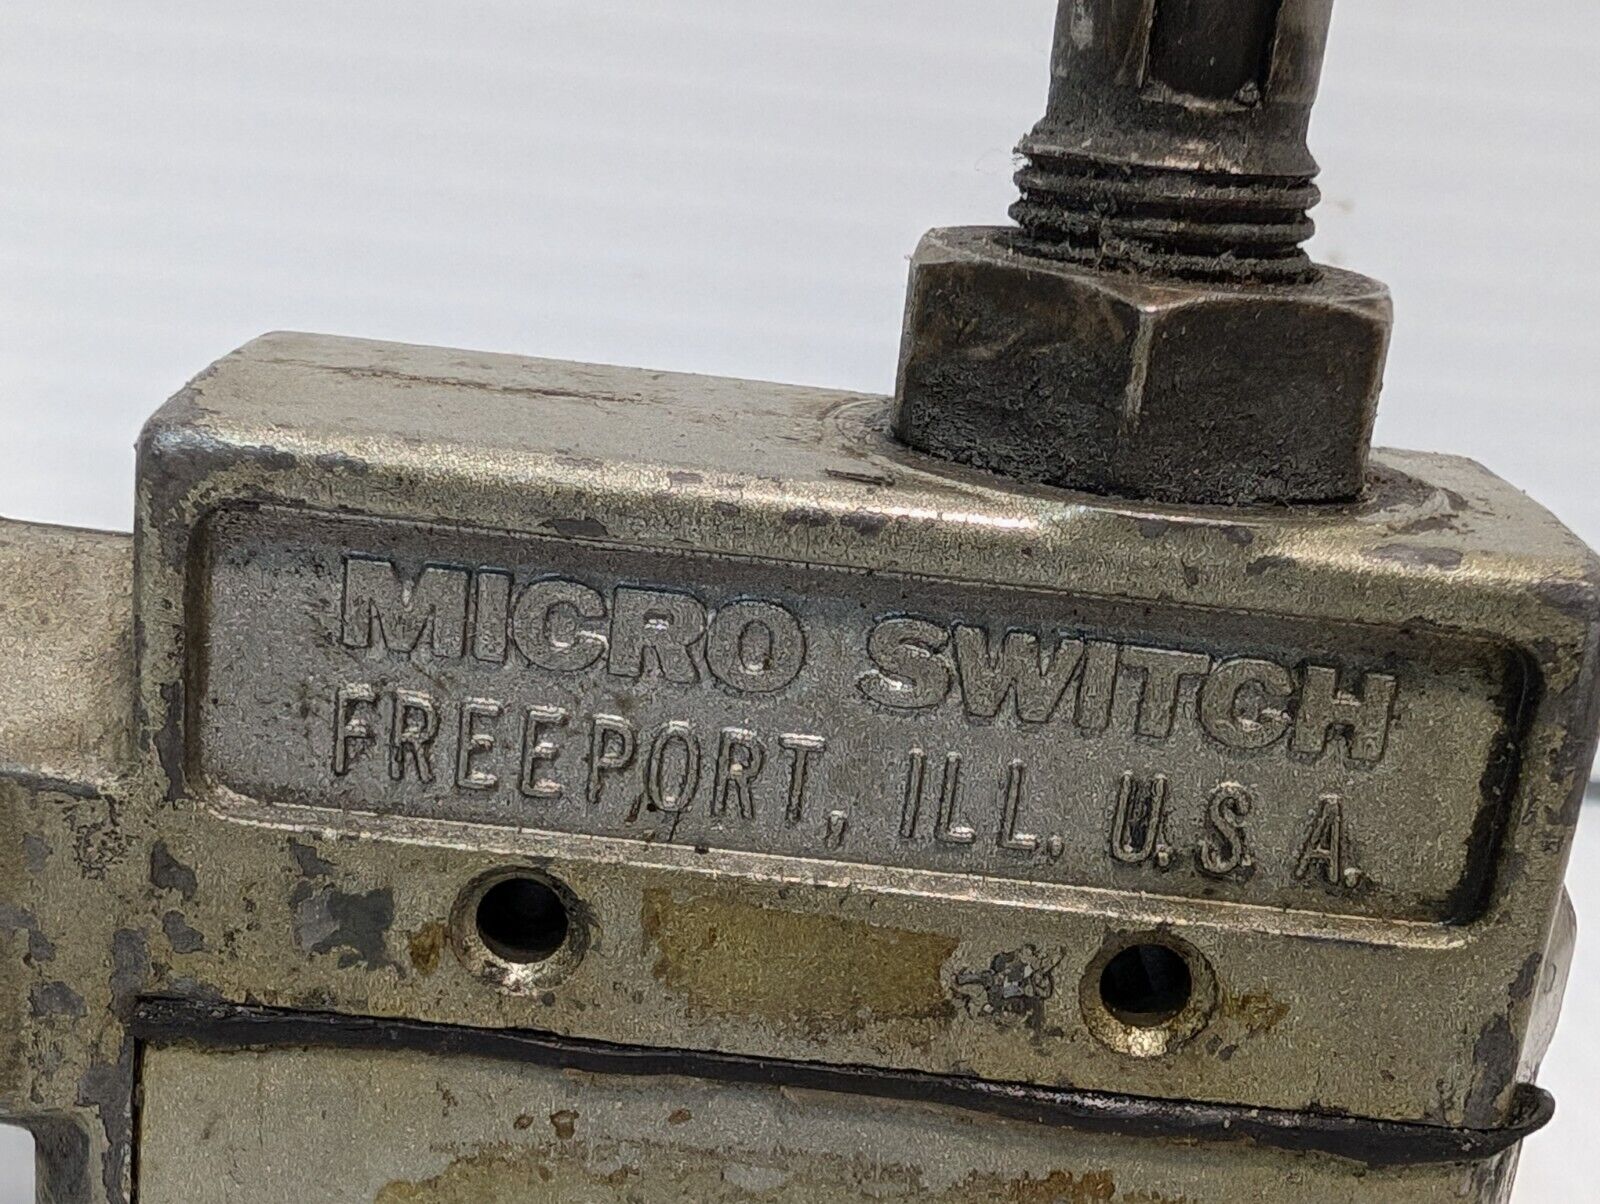 MICRO SWITCH
FREEPORT, ILL. U.S.A.